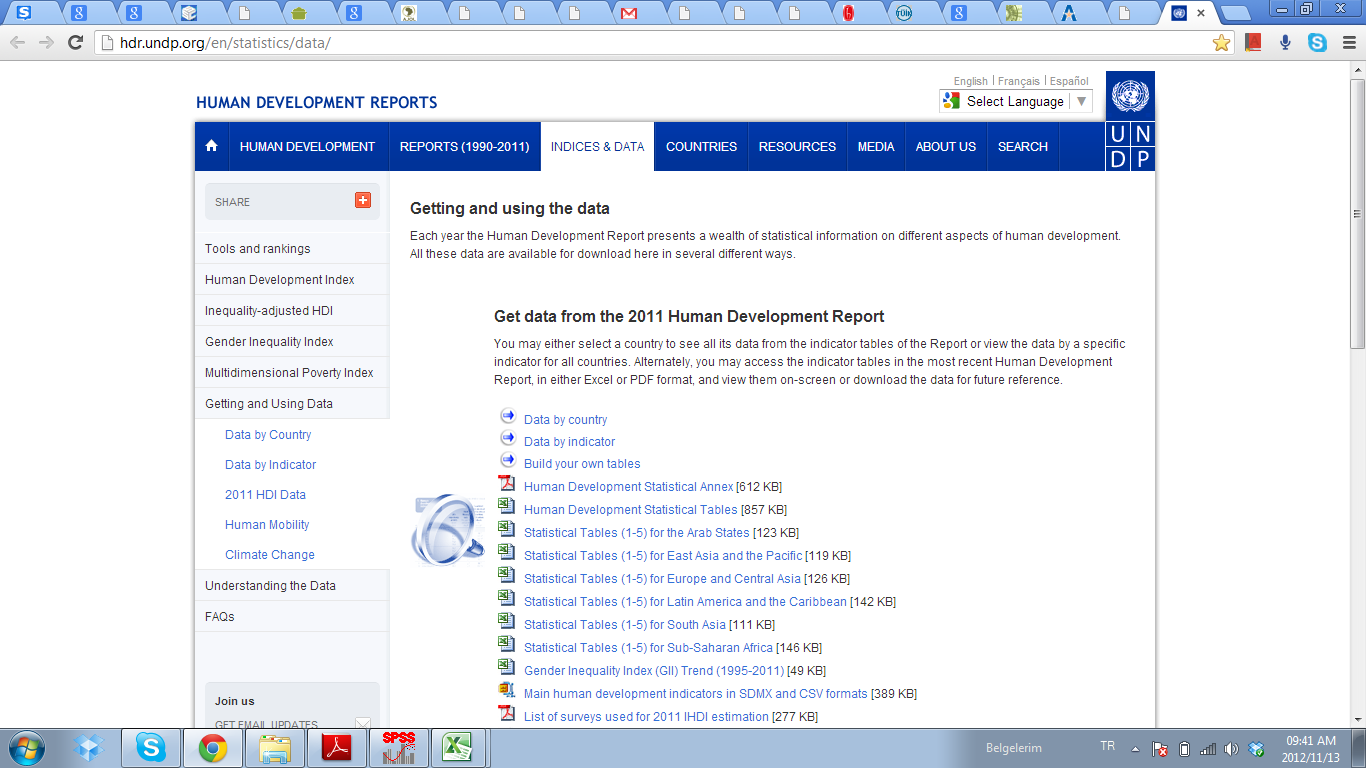 hdr.undp.org/en/statistics/data/
English | Français | Español
HUMAN DEVELOPMENT REPORTS
Select Language ▼
U N
D P
HUMAN DEVELOPMENT
REPORTS (1990-2011)
INDICES & DATA
COUNTRIES
RESOURCES
MEDIA
ABOUT US
SEARCH
SHARE
Tools and rankings
Human Development Index
Inequality-adjusted HDI
Gender Inequality Index
Multidimensional Poverty Index
Getting and Using Data
Data by Country
Data by Indicator
2011 HDI Data
Human Mobility
Climate Change
Understanding the Data
FAQs
Join us
GET EMAIL UPDATES
Getting and using the data
Each year the Human Development Report presents a wealth of statistical information on different aspects of human development.
All these data are available for download here in several different ways.
Get data from the 2011 Human Development Report
You may either select a country to see all its data from the indicator tables of the Report or view the data by a specific
indicator for all countries. Alternately, you may access the indicator tables in the most recent Human Development
Report, in either Excel or PDF format, and view them on-screen or download the data for future reference.
Data by country
Data by indicator
Build your own tables
Human Development Statistical Annex [612 KB]
Human Development Statistical Tables [857 KB]
Statistical Tables (1-5) for the Arab States [123 KB]
Statistical Tables (1-5) for East Asia and the Pacific [119 KB]
Statistical Tables (1-5) for Europe and Central Asia [126 KB]
Statistical Tables (1-5) for Latin America and the Caribbean [142 KB]
Statistical Tables (1-5) for South Asia [111 KB]
Statistical Tables (1-5) for Sub-Saharan Africa [146 KB]
Gender Inequality Index (GII) Trend (1995-2011) [49 KB]
Main human development indicators in SDMX and CSV formats [389 KB]
List of surveys used for 2011 IHDI estimation [277 KB]
SPSS
Belgelerim
TR
09:41 AM
2012/11/13